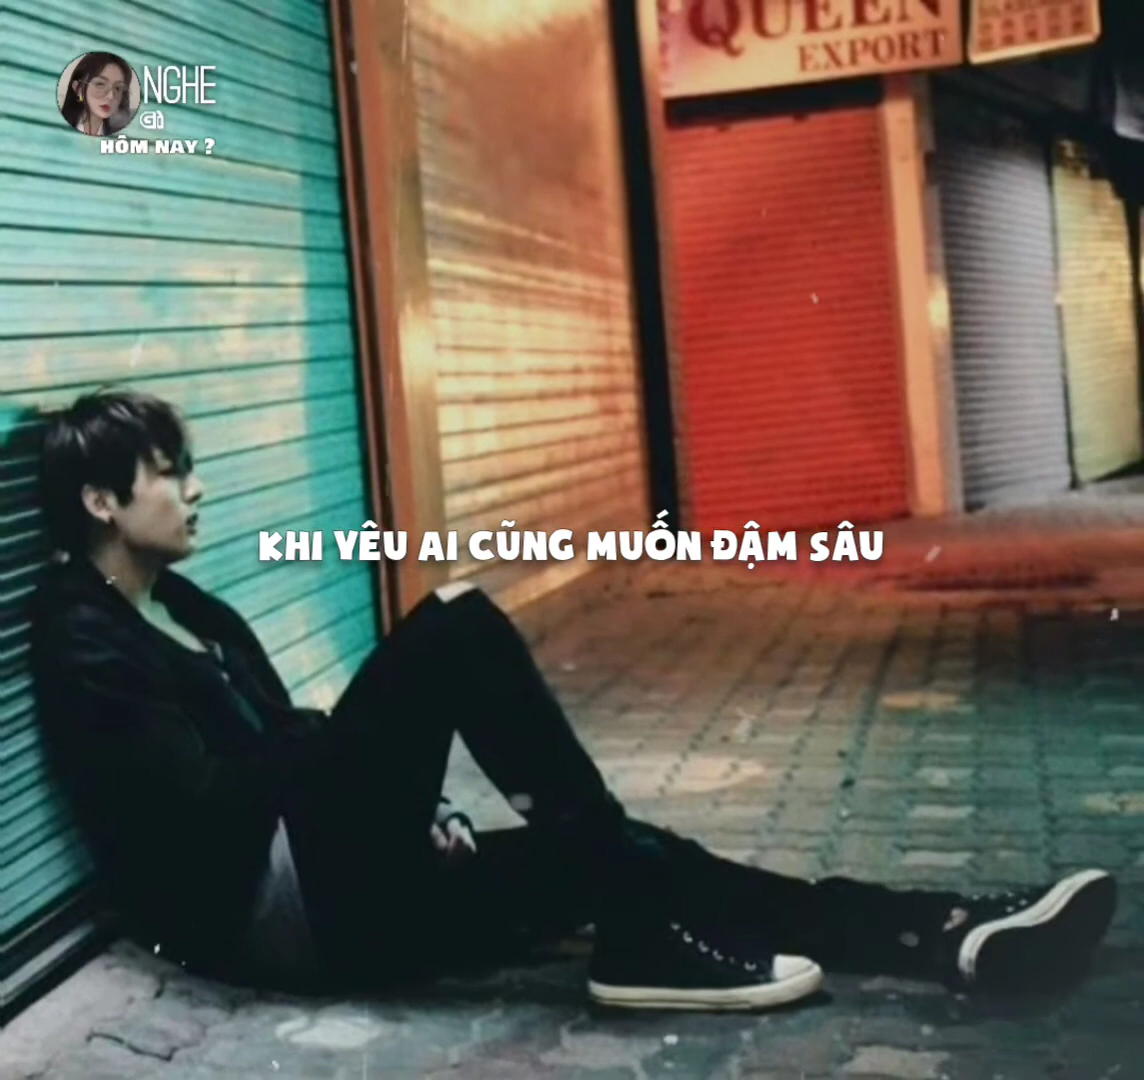 NGHE
Gì
HÔM NAY ?
QUEEN
EXPORT
KHI YÊU AI CŨNG MUỐN ĐẬM SÂU